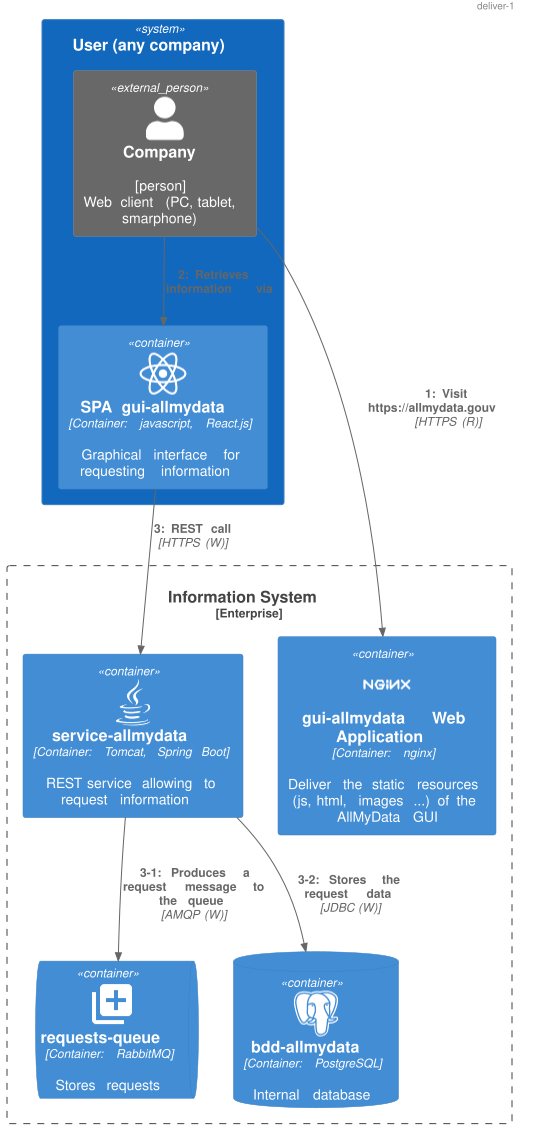 deliver-1
«system»
User (any company)
«external_person»
Company
[person]
Web client (PC, tablet,
smarphone)
2: Retrieves
information via
«container»
SPA gui-allmydata
[Container: javascript, React.js]
Graphical interface for
requesting information
1: Visit
https://allmydata.gouv
[HTTPS (R)]
3: REST call
[HTTPS (W)]
Information System
[Enterprise]
«container»
service-allmydata
[Container: Tomcat, Spring Boot]
REST service allowing to
request information
«container»
NGINX
gui-allmydata Web
Application
[Container: nginx]
Deliver the static resources
(js, html, images ...) of the
AllMyData GUI
3-1: Produces a
request message to
the queue
[AMQP (W)]
3-2: Stores the
request data
[JDBC (W)]
«container»
requests-queue
[Container: RabbitMQ]
Stores requests
«container»
bdd-allmydata
[Container: PostgreSQL]
Internal database